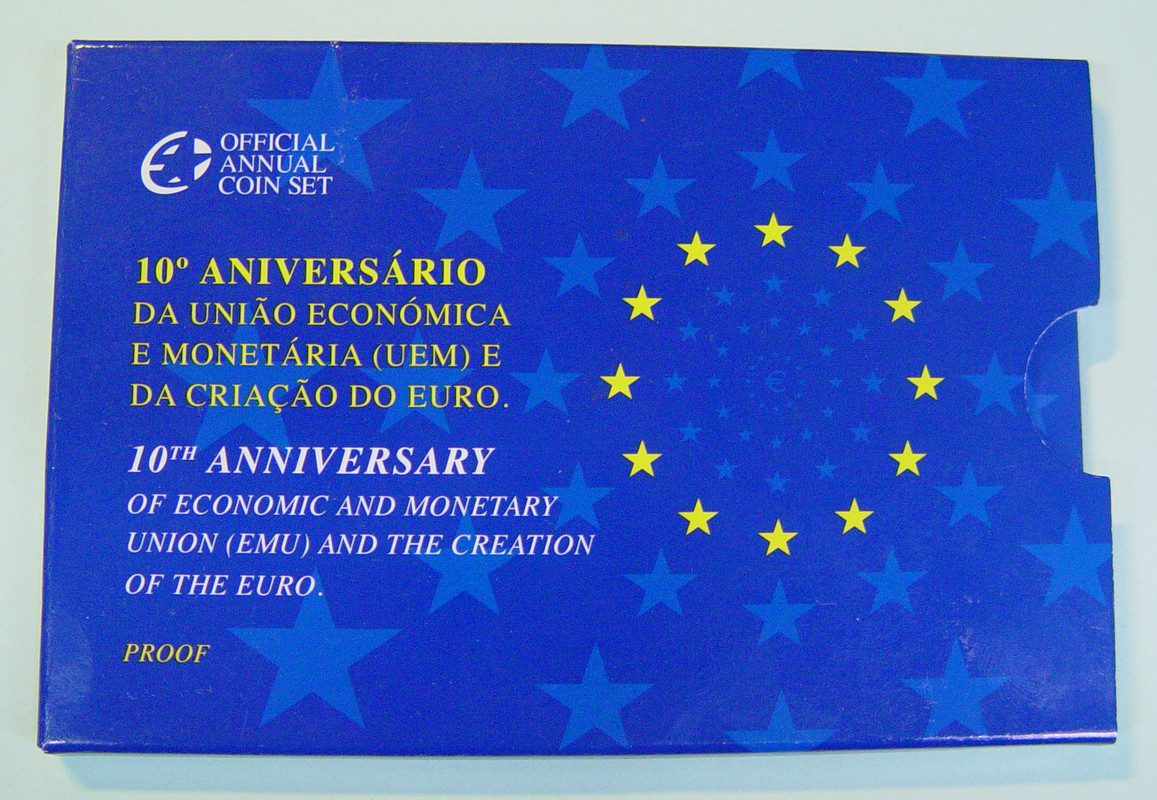 OFFICIAL
ANNUAL
COIN SET
10º ANIVERSÁRIO
DA UNIÃO ECONÓMICA
E MONETÁRIA (UEM) E
DA CRIAÇÃO DO EURO.
10TH ANNIVERSARY
OF ECONOMIC AND MONETARY
UNION (EMU) AND THE CREATION
OF THE EURO.
PROOF
€